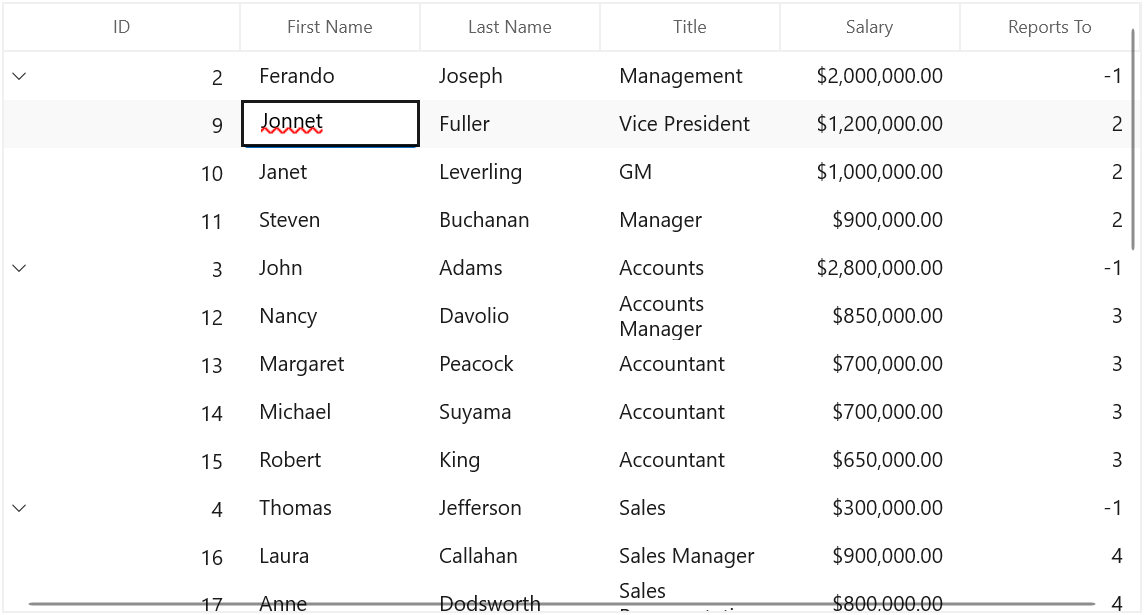 ID First Name Last Name Title Salary Reports To
2 Ferando Joseph Management $2,000,000.00 -1
9 Jonnet Fuller Vice President $1,200,000.00 2
10 Janet Leverling GM $1,000,000.00 2
11 Steven Buchanan Manager $900,000.00 2
3 John Adams Accounts $2,800,000.00 -1
12 Nancy Davolio Accounts Manager $850,000.00 3
13 Margaret Peacock Accountant $700,000.00 3
14 Michael Suyama Accountant $700,000.00 3
15 Robert King Accountant $650,000.00 3
4 Thomas Jefferson Sales $300,000.00 -1
16 Laura Callahan Sales Manager $900,000.00 4
17 Anne Dodsworth Sales $800,000.00 4